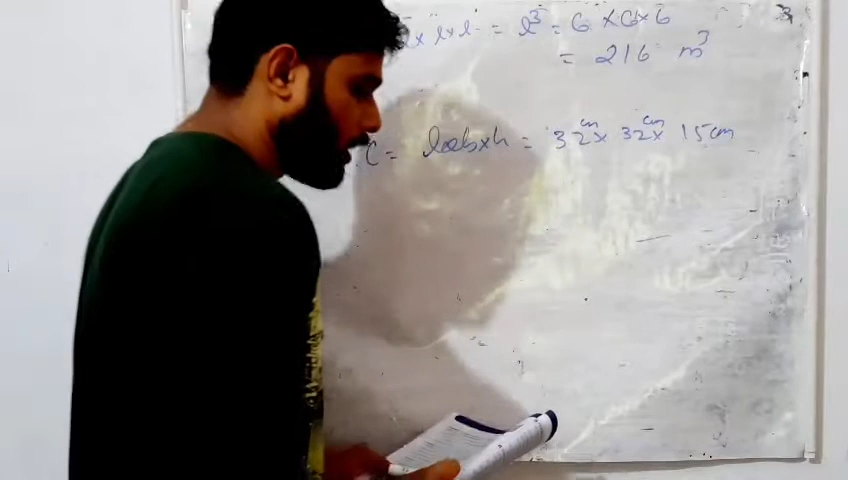 x l x l = l³ = 6 x 6 x 6
= 216 m³
C = l x b x h = 32cm x 32cm x 15cm